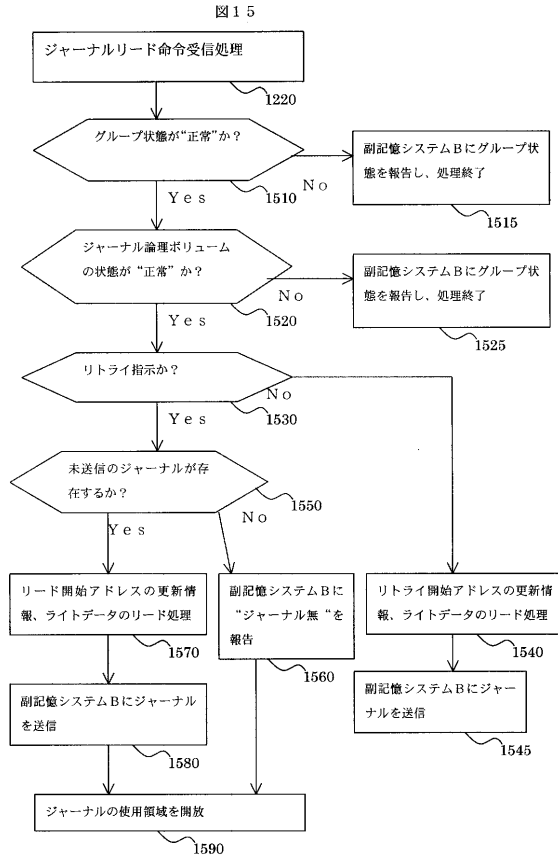 図１５
ジャーナルリード命令受信処理
1220
グループ状態が“正常”か？
1510
Ｎｏ
Ｙｅｓ
副記憶システムＢにグループ状
態を報告し、処理終了
1515
ジャーナル論理ボリューム
の状態が“正常”か？
1520
Ｎｏ
Ｙｅｓ
副記憶システムＢにグループ状
態を報告し、処理終了
1525
リトライ指示か？
Ｎｏ
1530
Ｙｅｓ
未送信のジャーナルが存
在するか？
1550
Ｙｅｓ
Ｎｏ
リード開始アドレスの更新情
報、ライトデータのリード処理
1570
副記憶システムＢに
“ジャーナル無“を
報告
1560
リトライ開始アドレスの更新情
報、ライトデータのリード処理
1540
副記憶システムＢにジャーナル
を送信
1580
副記憶システムＢにジャー
ナルを送信
1545
ジャーナルの使用領域を開放
1590